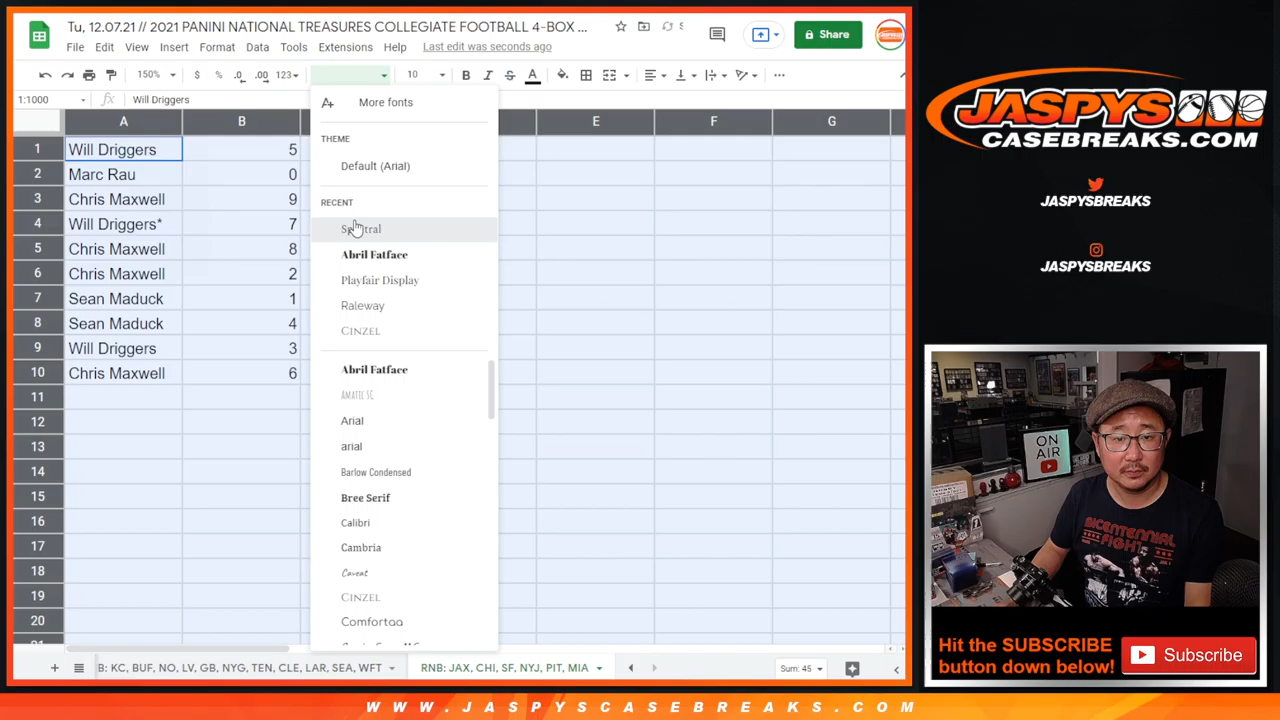 Tu, 12.07.21 // 2021 PANINI NATIONAL TREASURES COLLEGIATE FOOTBALL 4-BOX ...
File Edit View Insert Format Data Tools Extensions Help Last edit was seconds ago
Share
150% $ % .0 .00 123 10 B I S A
1:1000 fx Will Driggers
A B E F G
1 Will Driggers 5
2 Marc Rau 0
3 Chris Maxwell 9
4 Will Driggers* 7
5 Chris Maxwell 8
6 Chris Maxwell 2
7 Sean Maduck 1
8 Sean Maduck 4
9 Will Driggers 3
10 Chris Maxwell 6
11
12
13
14
15
16
17
18
19
20
More fonts
THEME
Default (Arial)
RECENT
Spectral
Abril Fatface
Playfair Display
Raleway
CINZEL
Abril Fatface
AMATIC SC
Arial
arial
Barlow Condensed
Bree Serif
Calibri
Cambria
Caveat
CINZEL
Comfortaa
B: KC, BUF, NO, LV, GB, NYG, TEN, CLE, LAR, SEA, WFT
RNB: JAX, CHI, SF, NYJ, PIT, MIA
Sum: 45
JASPYS
CASEBREAKS.COM
JASPYSBREAKS
JASPYSBREAKS
ON
AIR
BICENTENNIAL
FIGHT
Hit the SUBSCRIBE
button down below!
Subscribe
WWW.JASPYSCASEBREAKS.COM